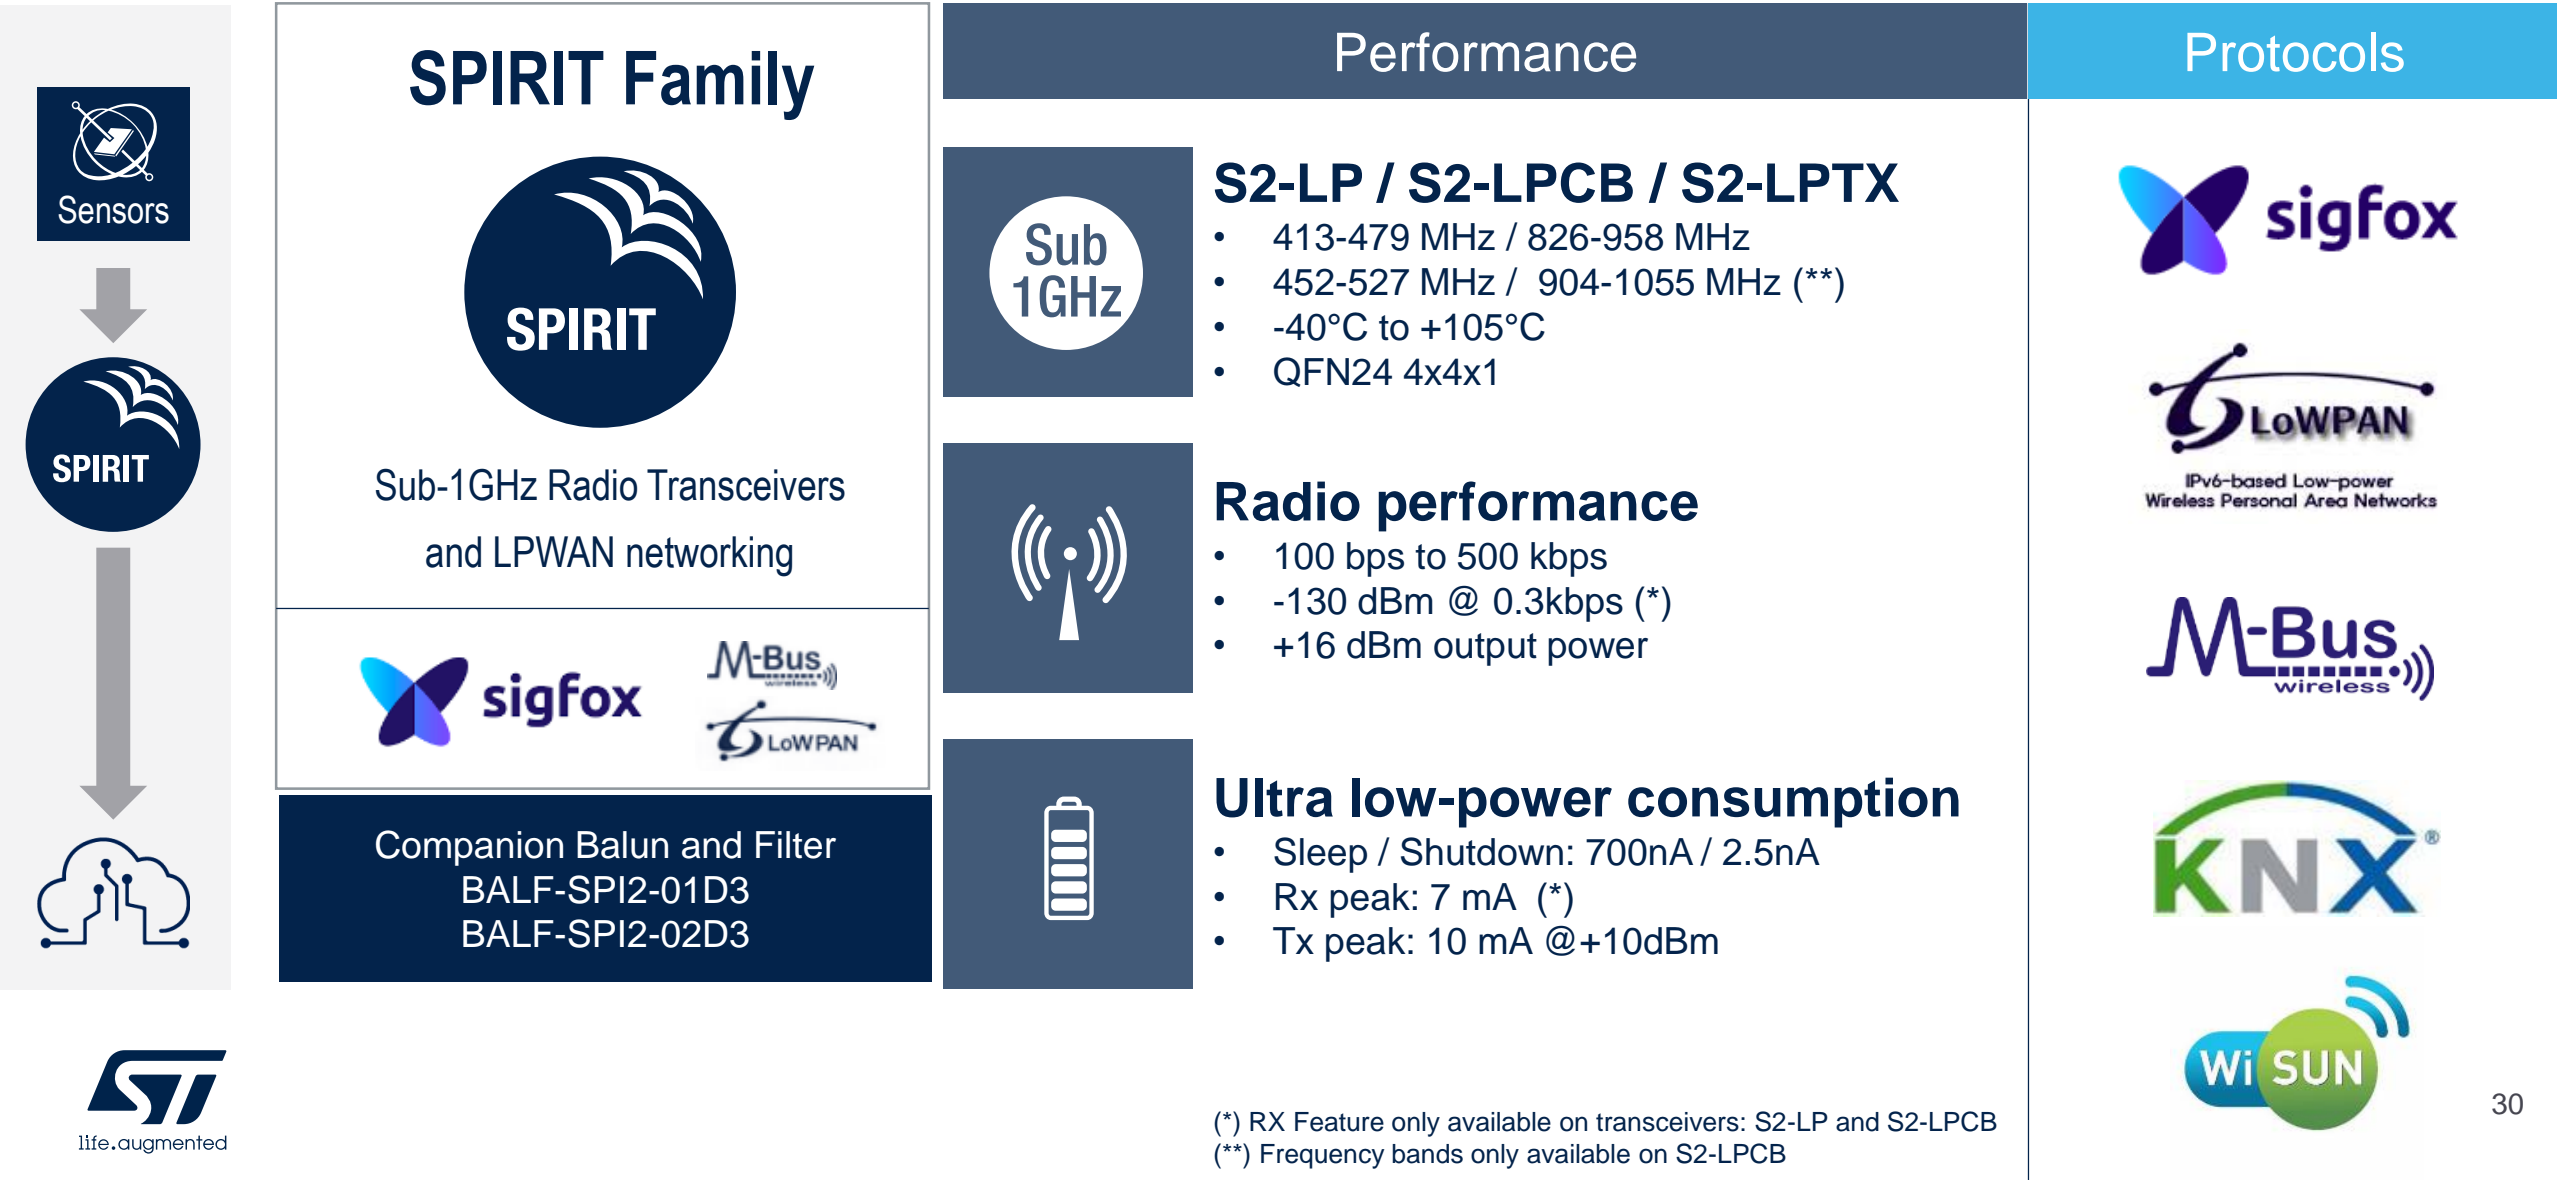 Sensors
SPIRIT
life.augmented
SPIRIT Family
SPIRIT
Sub-1GHz Radio Transceivers
and LPWAN networking
sigfox
M-Bus
wireless
6LoWPAN
Companion Balun and Filter
BALF-SPI2-01D3
BALF-SPI2-02D3
Performance
Sub
1GHz
S2-LP / S2-LPCB / S2-LPTX
• 413-479 MHz / 826-958 MHz
• 452-527 MHz / 904-1055 MHz (**)
• -40°C to +105°C
• QFN24 4x4x1
Radio performance
• 100 bps to 500 kbps
• -130 dBm @ 0.3kbps (*)
• +16 dBm output power
Ultra low-power consumption
• Sleep / Shutdown: 700nA / 2.5nA
• Rx peak: 7 mA (*)
• Tx peak: 10 mA @+10dBm
(*) RX Feature only available on transceivers: S2-LP and S2-LPCB
(**) Frequency bands only available on S2-LPCB
Protocols
sigfox
6LoWPAN
IPv6-based Low-power
Wireless Personal Area Networks
M-Bus
wireless
KNX®
Wi SUN
30
ST